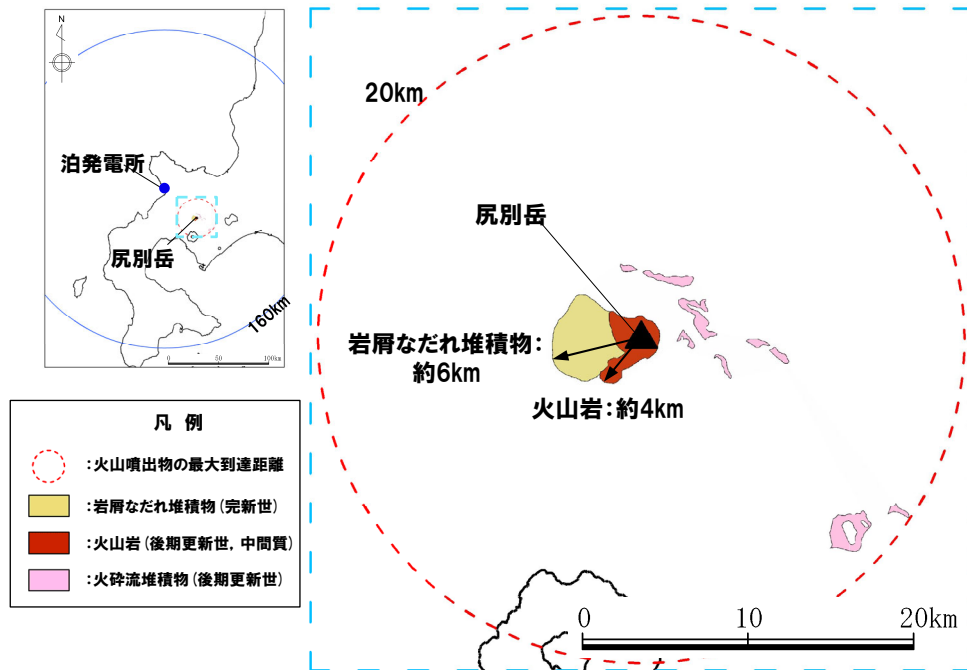 N
泊発電所
尻別岳
160km
0 50 100km
凡 例
:火山噴出物の最大到達距離
:岩屑なだれ堆積物(完新世)
:火山岩(後期更新世, 中間質)
:火砕流堆積物(後期更新世)
20km
尻別岳
岩屑なだれ堆積物:
約6km
火山岩:約4km
0 10 20km